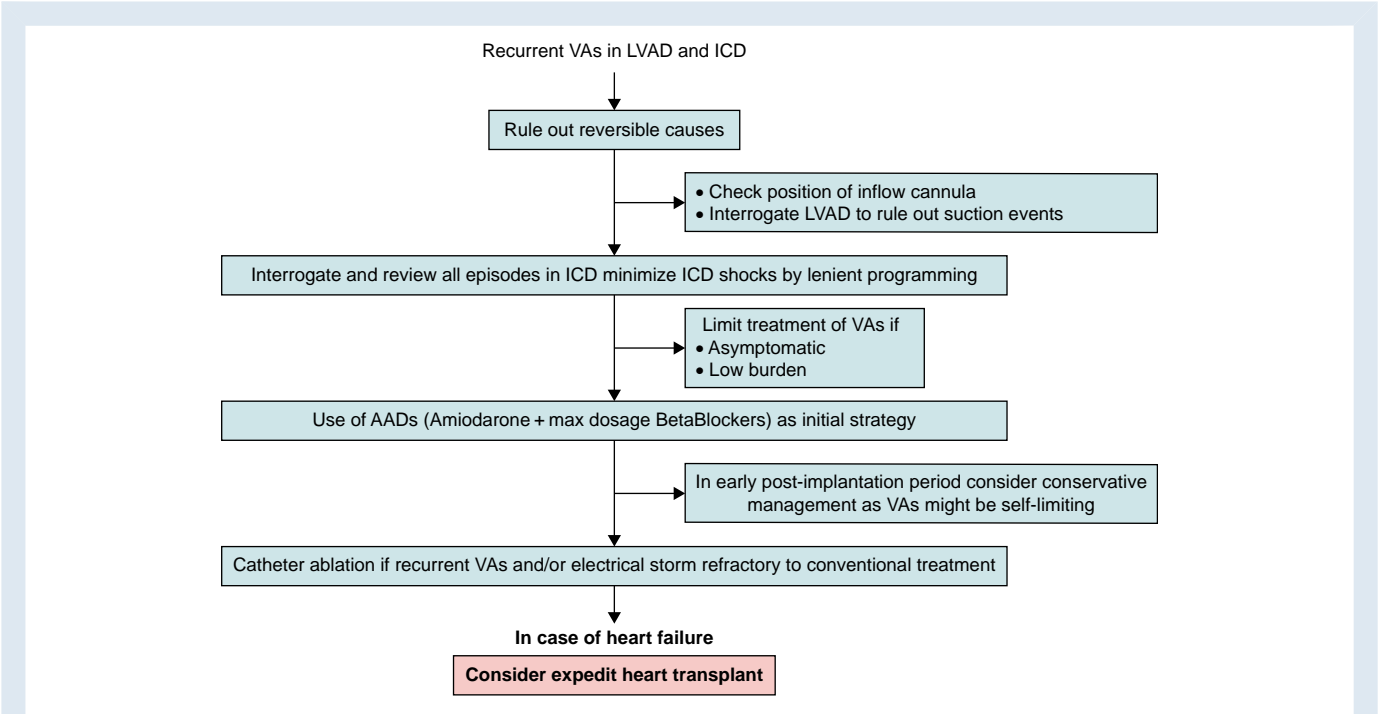 Recurrent VAs in LVAD and ICD
Rule out reversible causes
• Check position of inflow cannula
• Interrogate LVAD to rule out suction events
Interrogate and review all episodes in ICD minimize ICD shocks by lenient programming
Limit treatment of VAs if
• Asymptomatic
• Low burden
Use of AADs (Amiodarone + max dosage BetaBlockers) as initial strategy
In early post-implantation period consider conservative
management as VAs might be self-limiting
Catheter ablation if recurrent VAs and/or electrical storm refractory to conventional treatment
In case of heart failure
Consider expedit heart transplant